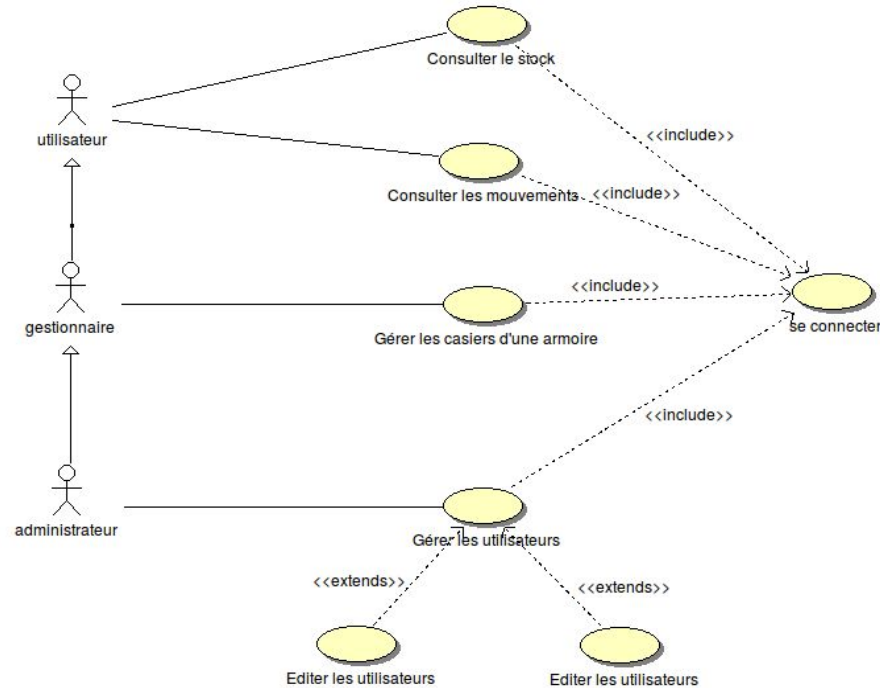 Consulter le stock
utilisateur
<<include>>
Consulter les mouvements
<<include>>
<<include>>
gestionnaire
se connecter
Gérer les casiers d'une armoire
<<include>>
administrateur
Gérer les utilisateurs
<<extends>>
<<extends>>
Editer les utilisateurs
Editer les utilisateurs